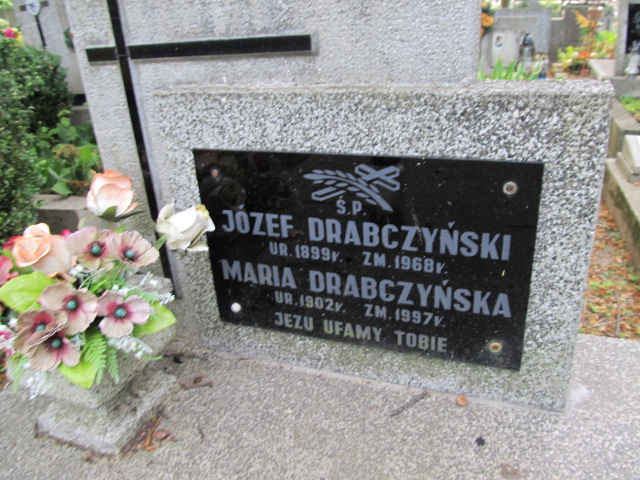 Ś.P.
JÓZEF DRABCZYŃSKI
UR. 1899r. ZM. 1968r.
MARIA DRABCZYŃSKA
UR. 1902r. ZM. 1997r.
JEZU UFAMY TOBIE